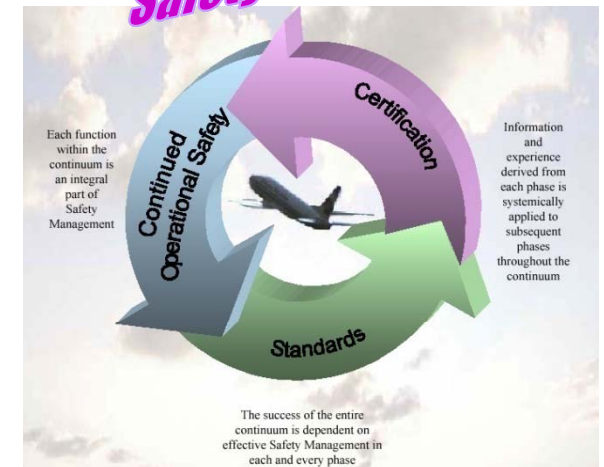 Safety
Certification
Continued
Operational Safety
Standards
Each function
within the
continuum is
an integral
part of
Safety
Management
Information
and
experience
derived from
each phase is
systemically
applied to
subsequent
phases
throughout the
continuum
The success of the entire
continuum is dependent on
effective Safety Management in
each and every phase